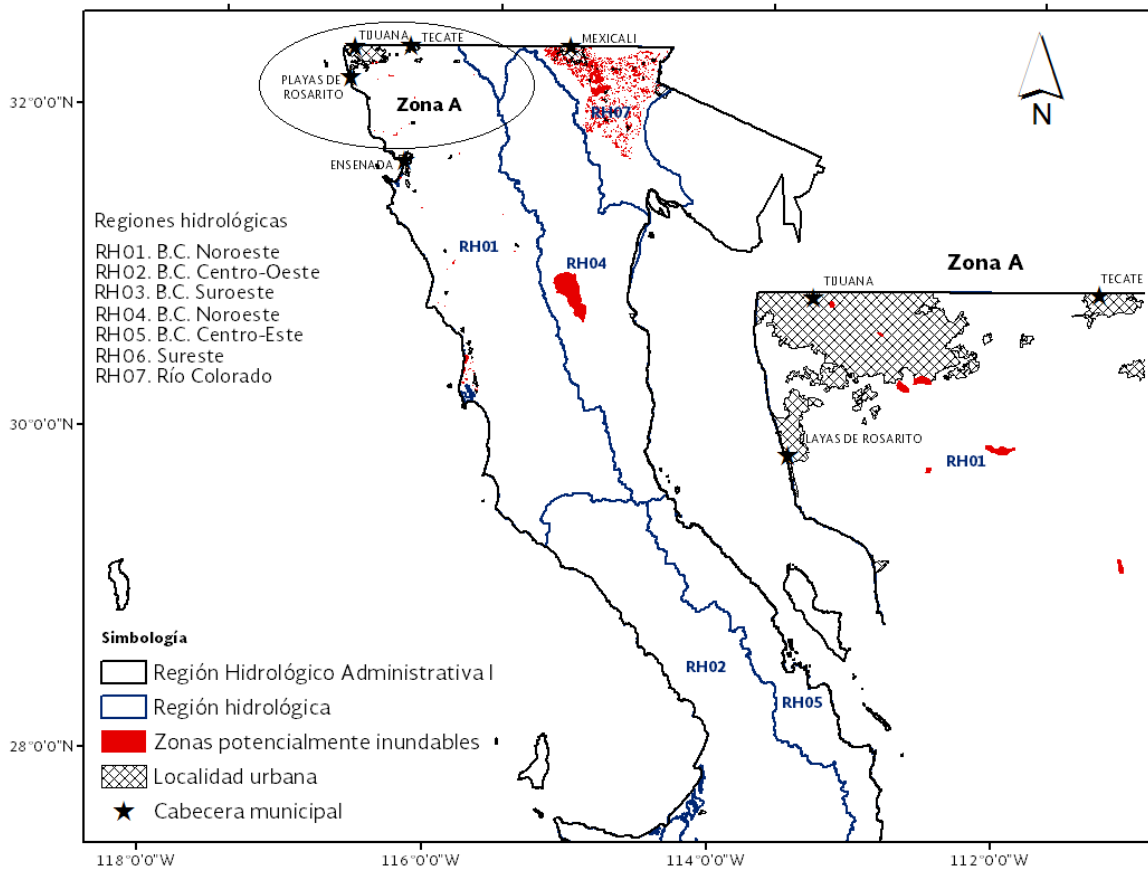 TIJUANA
TECATE
MEXICALI
PLAYAS DE
ROSARITO
Zona A
32°0'0"N
RH07
N
ENSENADA
Regiones hidrológicas
RH01. B.C. Noroeste
RH02. B.C. Centro-Oeste
RH03. B.C. Suroeste
RH04. B.C. Noroeste
RH05. B.C. Centro-Este
RH06. Sureste
RH07. Río Colorado
RH01
RH04
Zona A
TIJUANA
TECATE
30°0'0"N
PLAYAS DE ROSARITO
RH01
Simbología
Región Hidrológico Administrativa I
Región hidrológica
Zonas potencialmente inundables
Localidad urbana
Cabecera municipal
RH02
RH05
28°0'0"N
118°0'0"W
116°0'0"W
114°0'0"W
112°0'0"W